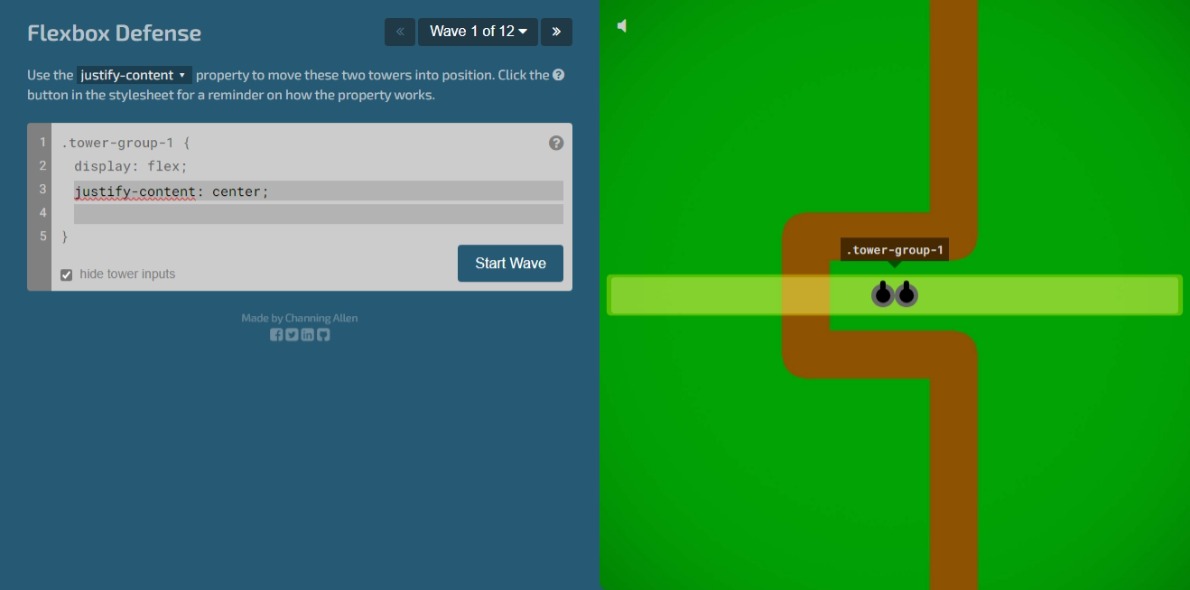 Flexbox Defense
« Wave 1 of 12 »
Use the justify-content property to move these two towers into position. Click the ?
button in the stylesheet for a reminder on how the property works.
1 .tower-group-1 { ?
2 display: flex;
3 justify-content: center;
4
5 }
hide tower inputs
Start Wave
Made by Channing Allen
.tower-group-1